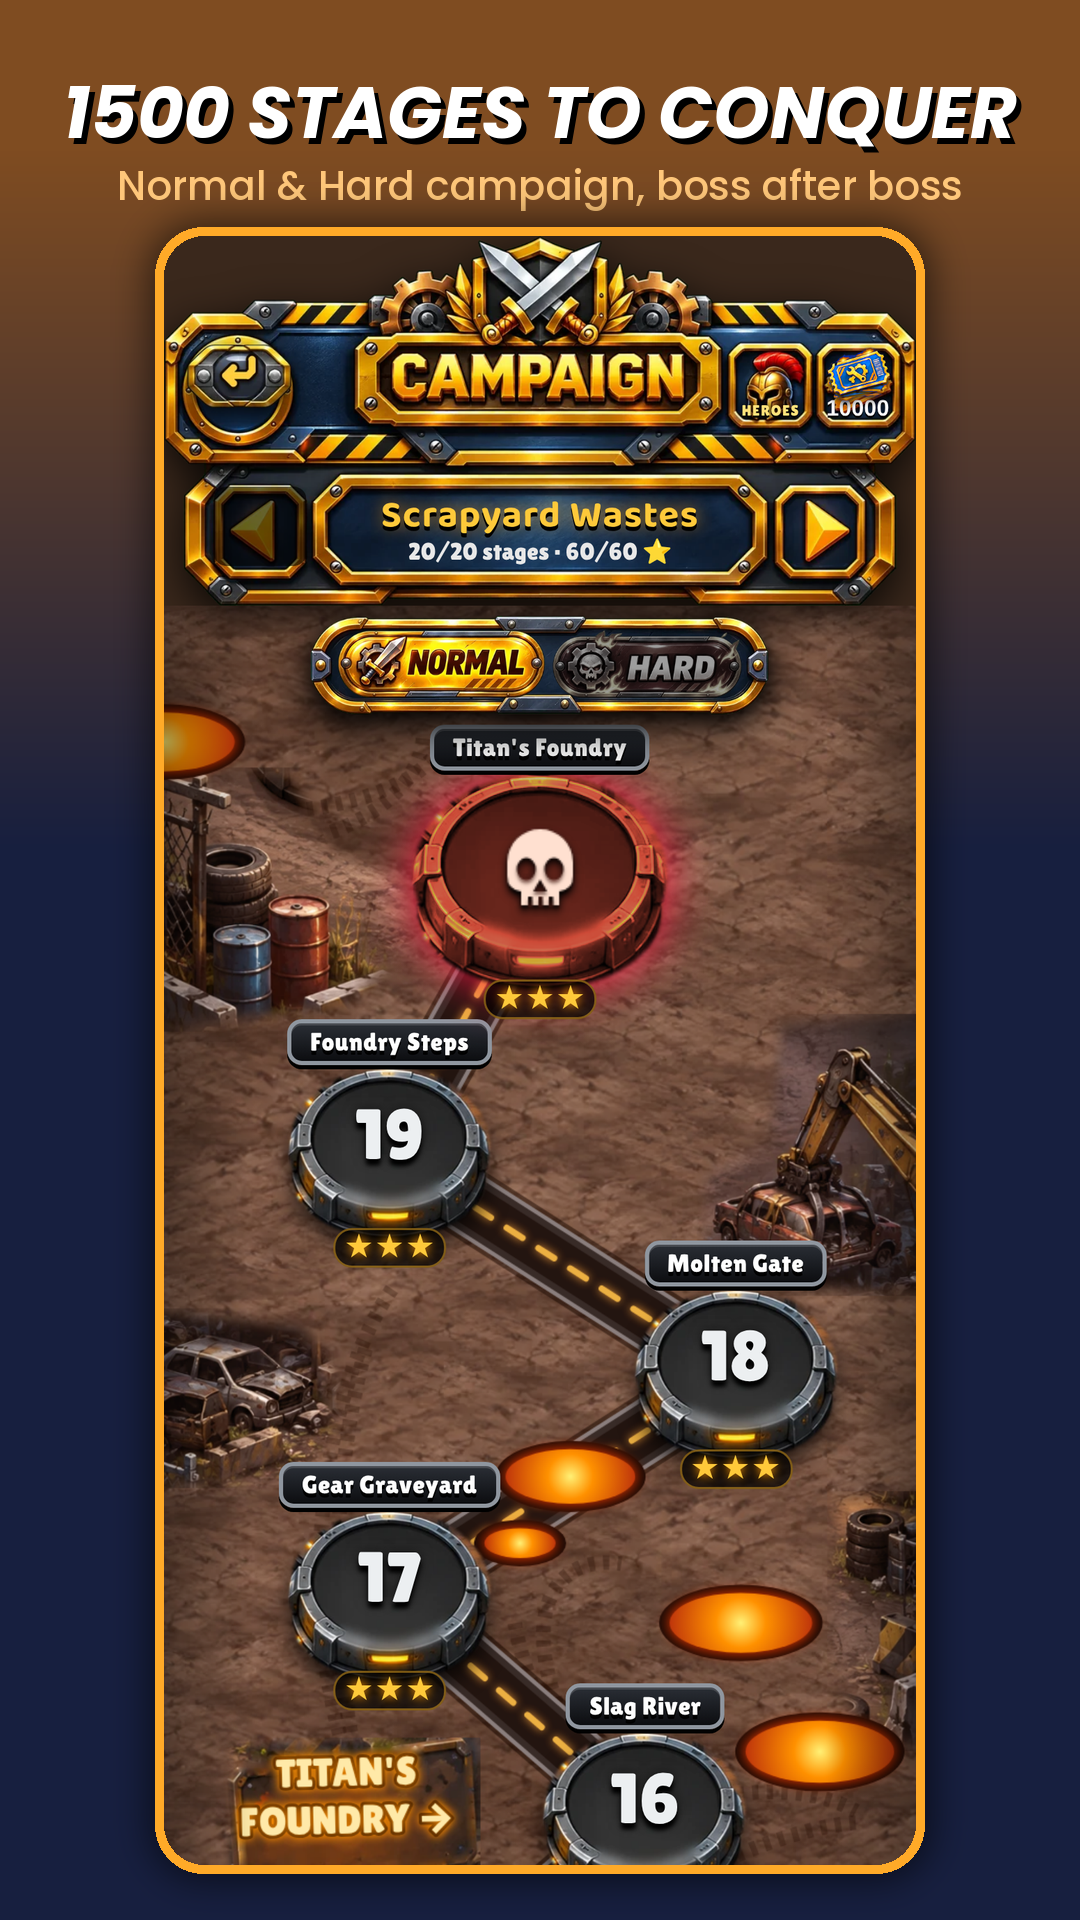 1500 STAGES TO CONQUER
Normal & Hard campaign, boss after boss
CAMPAIGN
HEROES
10000
Scrapyard Wastes
20/20 stages · 60/60
NORMAL
HARD
Titan's Foundry
Foundry Steps
19
Molten Gate
18
Gear Graveyard
17
Slag River
16
TITAN'S
FOUNDRY →